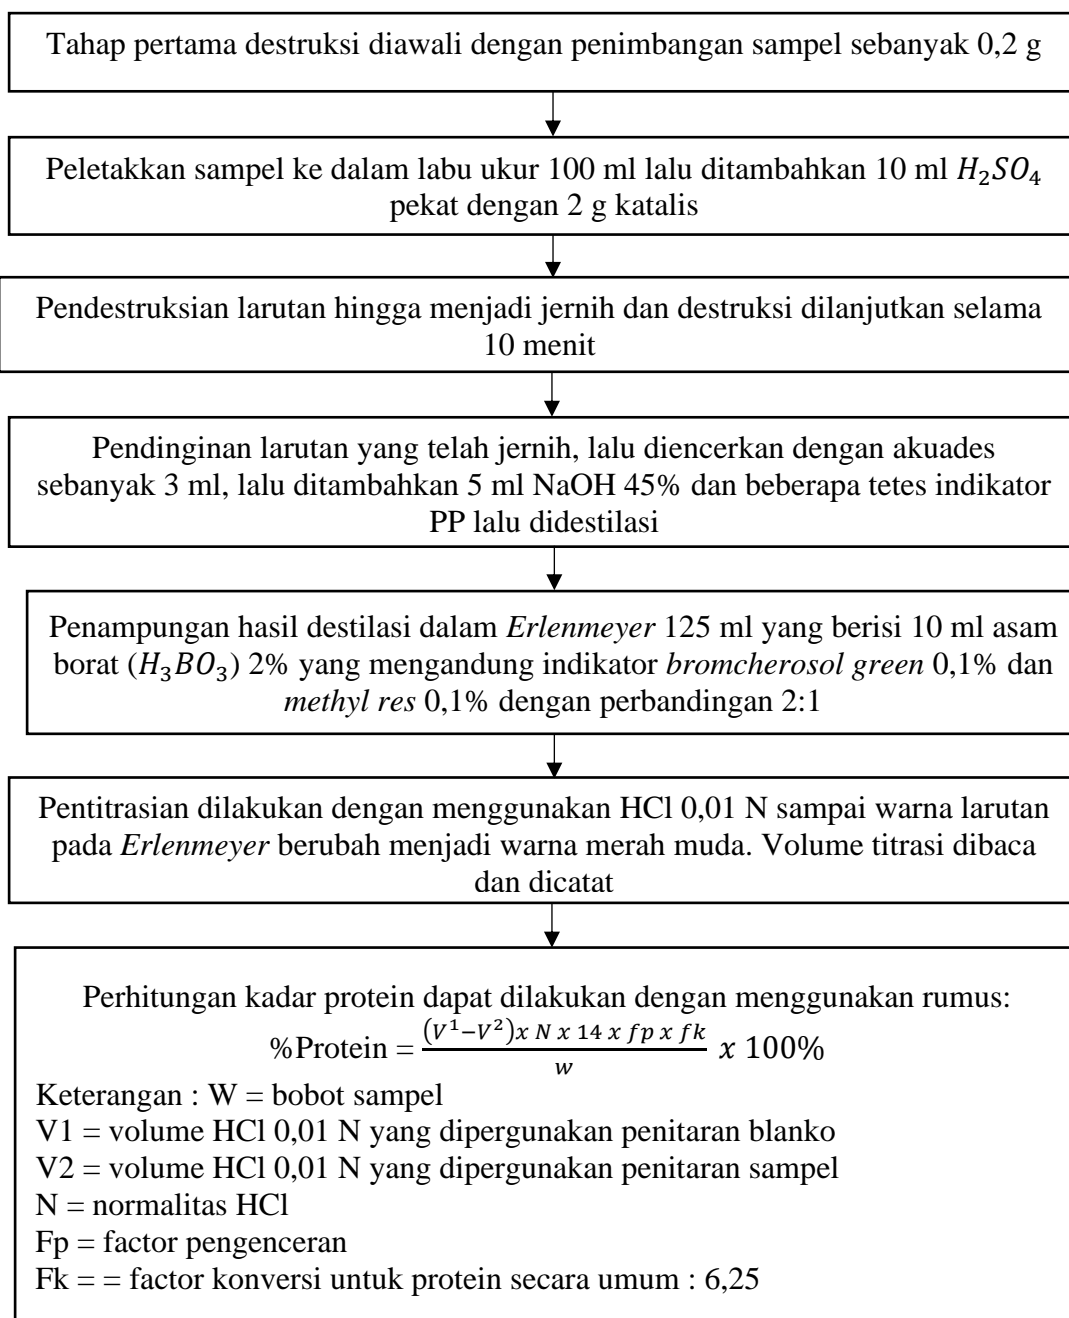 Tahap pertama destruksi diawali dengan penimbangan sampel sebanyak 0,2 g
Peletakkan sampel ke dalam labu ukur 100 ml lalu ditambahkan 10 ml H₂SO₄
pekat dengan 2 g katalis
Pendestruksian larutan hingga menjadi jernih dan destruksi dilanjutkan selama
10 menit
Pendinginan larutan yang telah jernih, lalu diencerkan dengan akuades
sebanyak 3 ml, lalu ditambahkan 5 ml NaOH 45% dan beberapa tetes indikator
PP lalu didestilasi
Penampungan hasil destilasi dalam Erlenmeyer 125 ml yang berisi 10 ml asam
borat (H₃BO₃) 2% yang mengandung indikator bromcherosol green 0,1% dan
methyl res 0,1% dengan perbandingan 2:1
Pentitrasian dilakukan dengan menggunakan HCl 0,01 N sampai warna larutan
pada Erlenmeyer berubah menjadi warna merah muda. Volume titrasi dibaca
dan dicatat
Perhitungan kadar protein dapat dilakukan dengan menggunakan rumus:
%Protein = (V¹−V²)x N x 14 x fp x fk / w x 100%
Keterangan : W = bobot sampel
V1 = volume HCl 0,01 N yang dipergunakan penitaran blanko
V2 = volume HCl 0,01 N yang dipergunakan penitaran sampel
N = normalitas HCl
Fp = factor pengenceran
Fk = = factor konversi untuk protein secara umum : 6,25